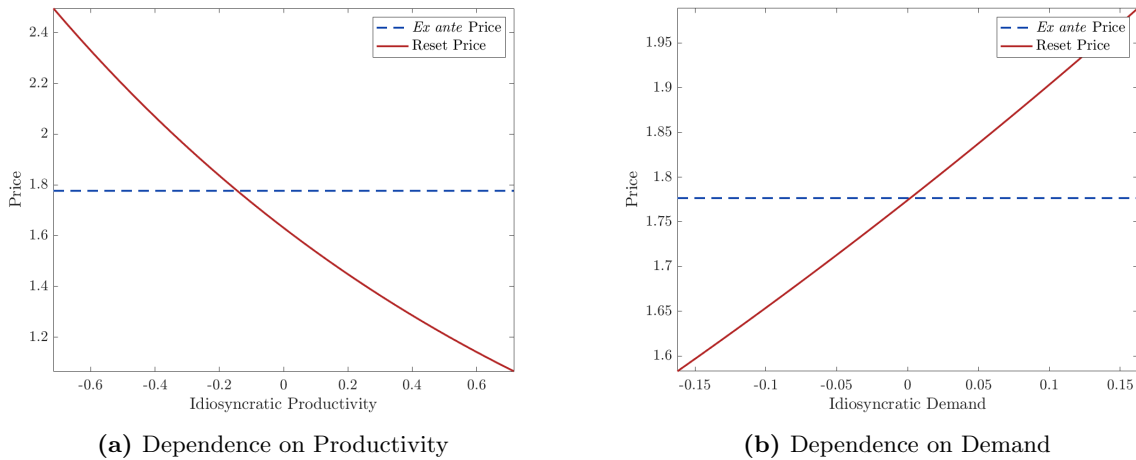 Ex ante Price
Reset Price
2.4
2.2
2
1.8
1.6
1.4
1.2
Price
-0.6 -0.4 -0.2 0 0.2 0.4 0.6
Idiosyncratic Productivity
(a) Dependence on Productivity
Ex ante Price
Reset Price
1.95
1.9
1.85
1.8
1.75
1.7
1.65
1.6
Price
-0.15 -0.1 -0.05 0 0.05 0.1 0.15
Idiosyncratic Demand
(b) Dependence on Demand